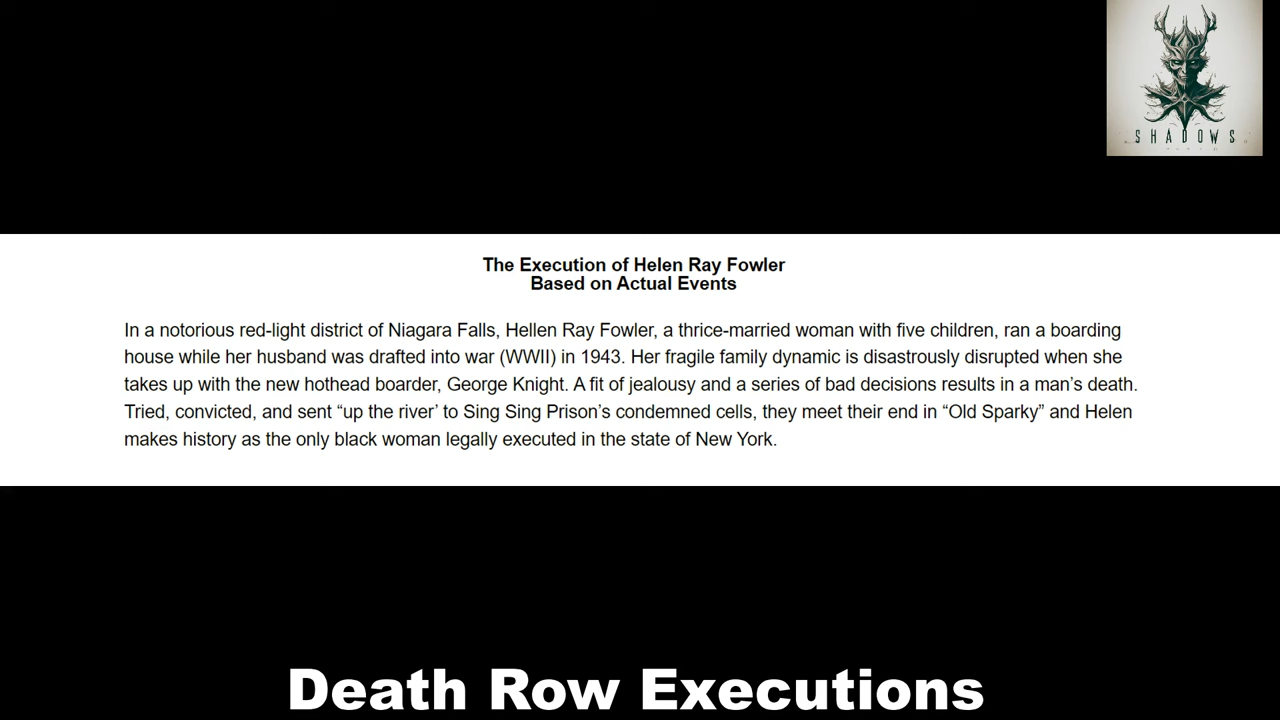 SHADOWS
The Execution of Helen Ray Fowler
Based on Actual Events
In a notorious red-light district of Niagara Falls, Hellen Ray Fowler, a thrice-married woman with five children, ran a boarding
house while her husband was drafted into war (WWII) in 1943. Her fragile family dynamic is disastrously disrupted when she
takes up with the new hothead boarder, George Knight. A fit of jealousy and a series of bad decisions results in a man’s death.
Tried, convicted, and sent “up the river’ to Sing Sing Prison’s condemned cells, they meet their end in “Old Sparky” and Helen
makes history as the only black woman legally executed in the state of New York.
Death Row Executions